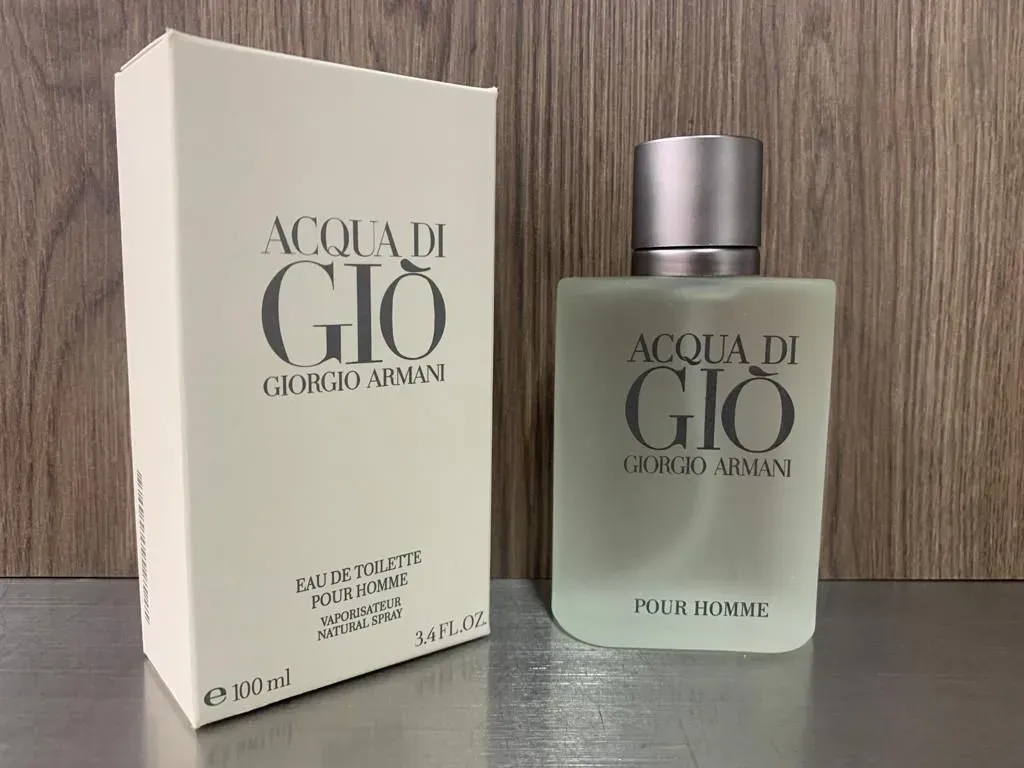 ACQUA DI
GIÒ
GIORGIO ARMANI
EAU DE TOILETTE
POUR HOMME
VAPORISATEUR
NATURAL SPRAY
3.4 FL.OZ.
e 100 ml
ACQUA DI
GIÒ
GIORGIO ARMANI
POUR HOMME